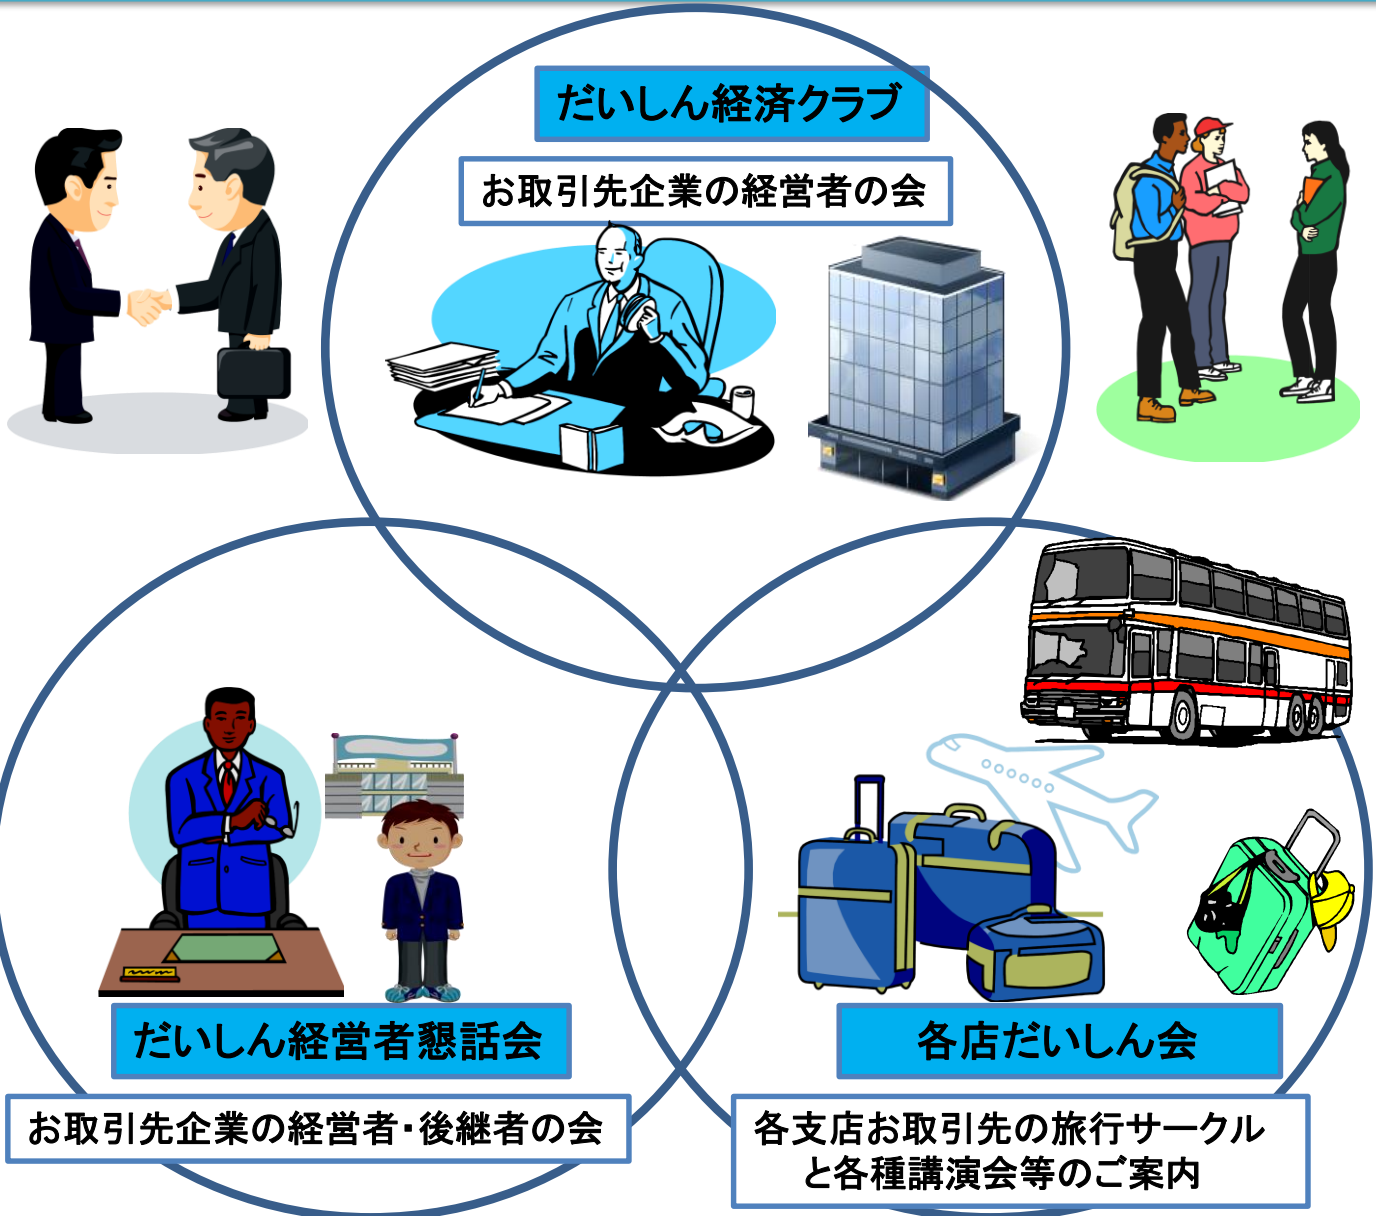 だいしん経済クラブ
お取引先企業の経営者の会
だいしん経営者懇話会
お取引先企業の経営者・後継者の会
各店だいしん会
各支店お取引先の旅行サークル
と各種講演会等のご案内